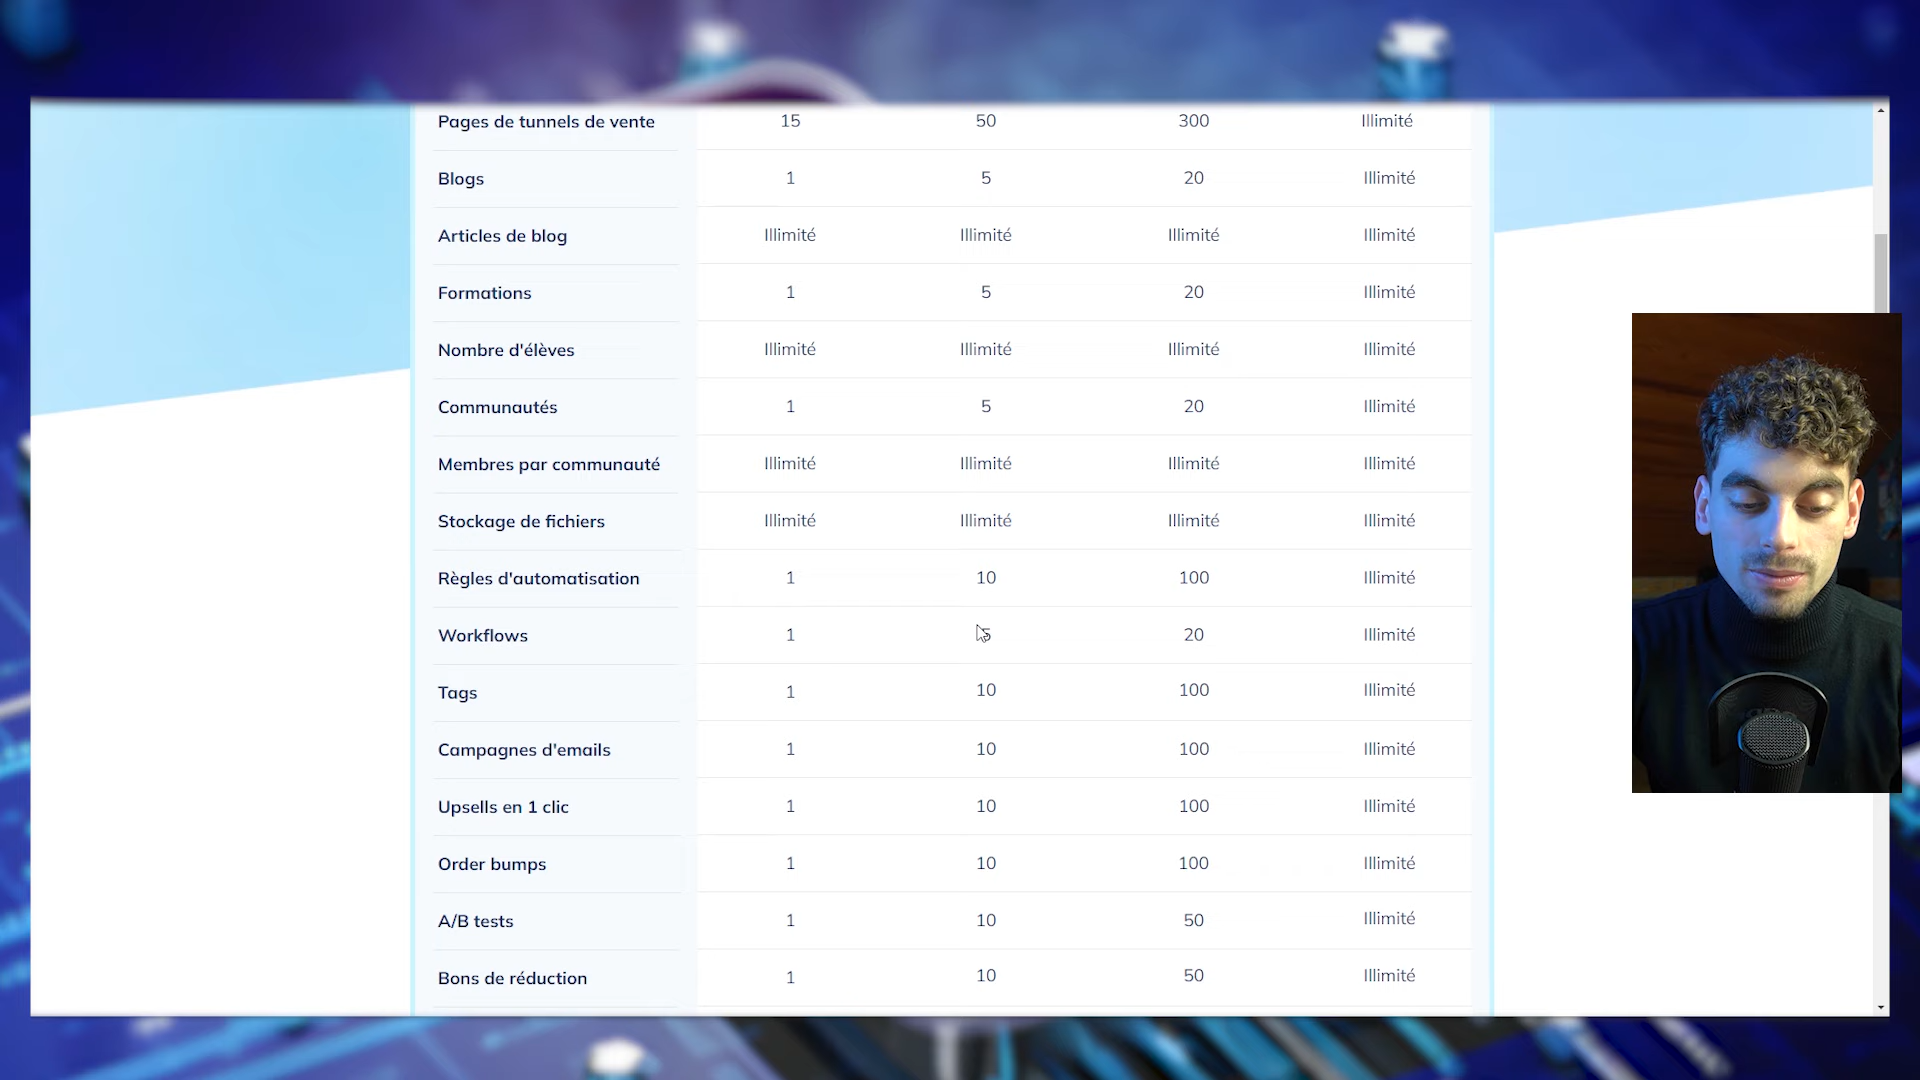 Pages de tunnels de vente 15 50 300 Illimité
Blogs 1 5 20 Illimité
Articles de blog Illimité Illimité Illimité Illimité
Formations 1 5 20 Illimité
Nombre d'élèves Illimité Illimité Illimité Illimité
Communautés 1 5 20 Illimité
Membres par communauté Illimité Illimité Illimité Illimité
Stockage de fichiers Illimité Illimité Illimité Illimité
Règles d'automatisation 1 10 100 Illimité
Workflows 1 5 20 Illimité
Tags 1 10 100 Illimité
Campagnes d'emails 1 10 100 Illimité
Upsells en 1 clic 1 10 100 Illimité
Order bumps 1 10 100 Illimité
A/B tests 1 10 50 Illimité
Bons de réduction 1 10 50 Illimité